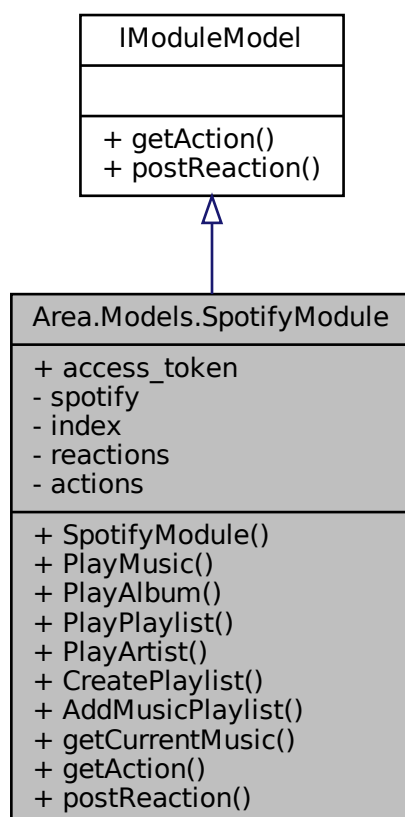 IModuleModel
+ getAction()
+ postReaction()
Area.Models.SpotifyModule
+ access_token
- spotify
- index
- reactions
- actions
+ SpotifyModule()
+ PlayMusic()
+ PlayAlbum()
+ PlayPlaylist()
+ PlayArtist()
+ CreatePlaylist()
+ AddMusicPlaylist()
+ getCurrentMusic()
+ getAction()
+ postReaction()